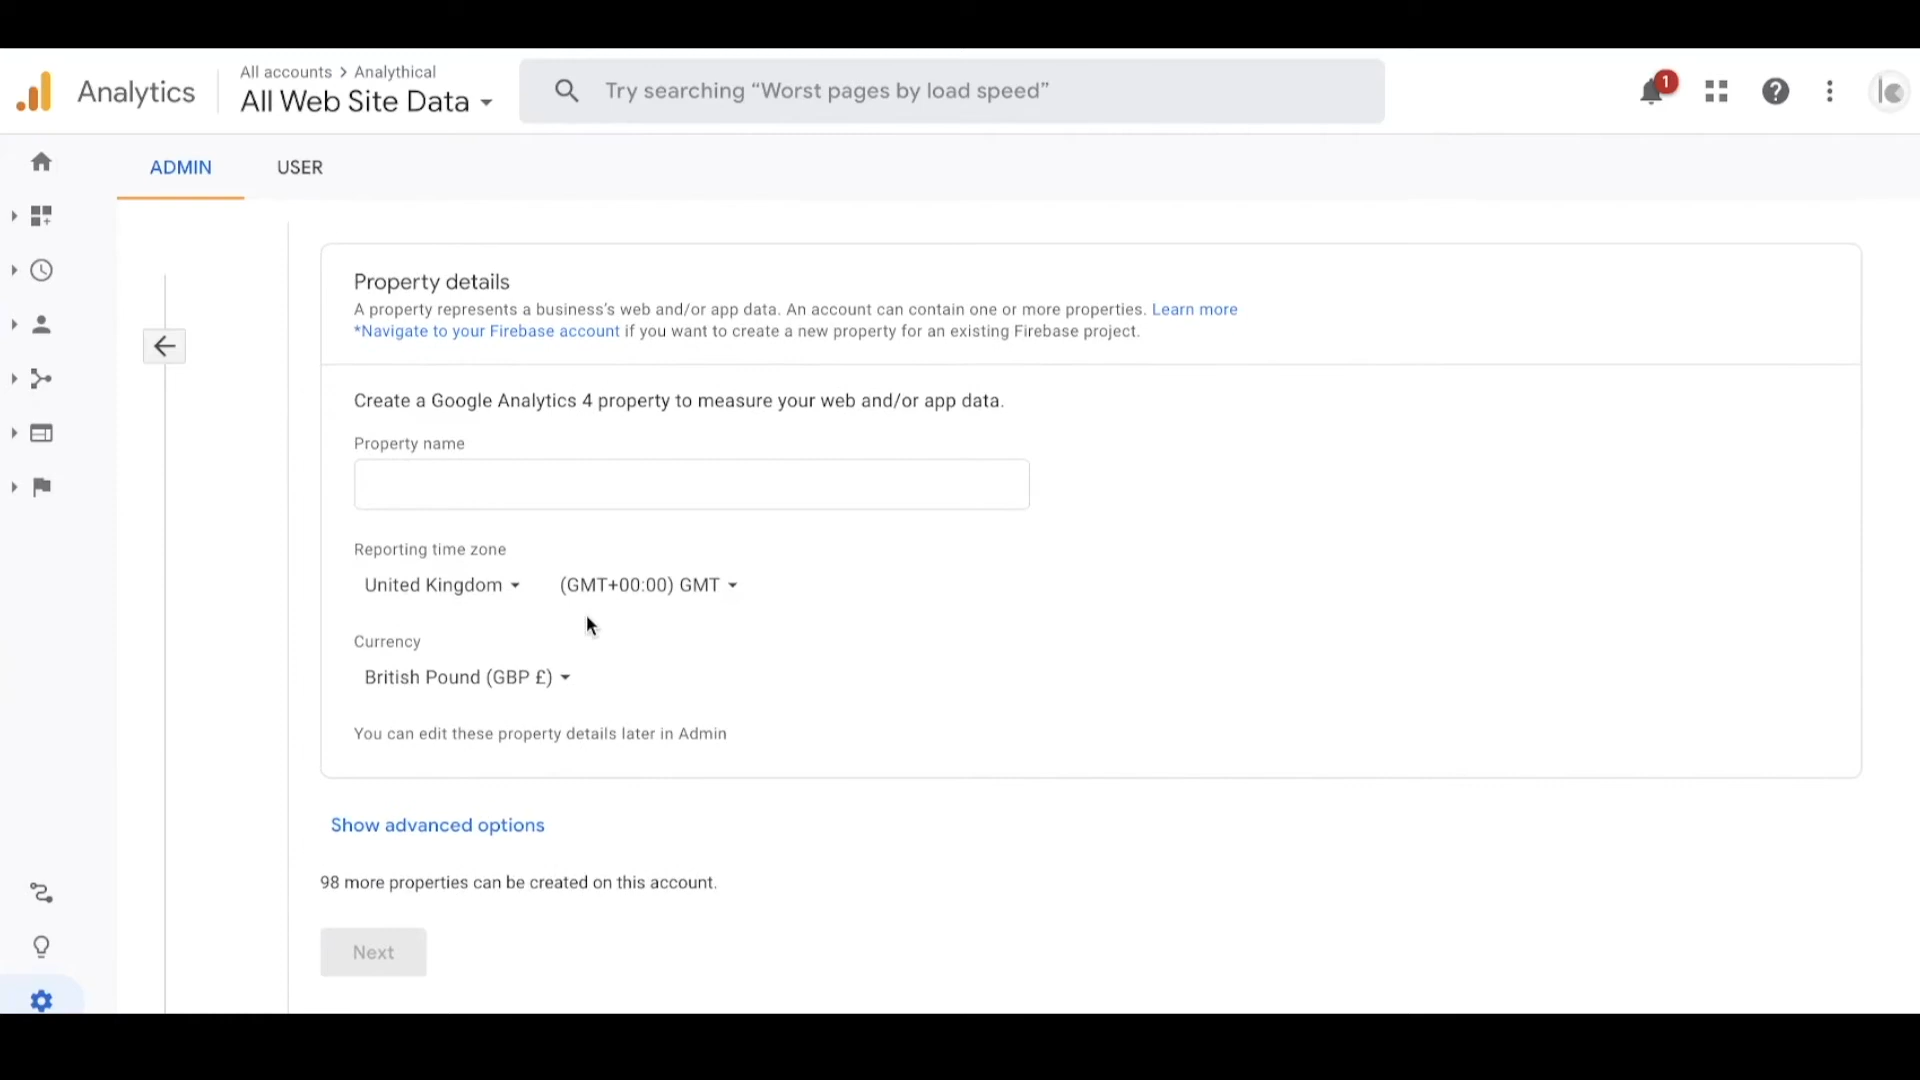 Analytics
All accounts > Analythical
All Web Site Data
Try searching “Worst pages by load speed”
1
ADMIN
USER
Property details
A property represents a business's web and/or app data. An account can contain one or more properties. Learn more
*Navigate to your Firebase account if you want to create a new property for an existing Firebase project.
Create a Google Analytics 4 property to measure your web and/or app data.
Property name
Reporting time zone
United Kingdom
(GMT+00:00) GMT
Currency
British Pound (GBP £)
You can edit these property details later in Admin
Show advanced options
98 more properties can be created on this account.
Next